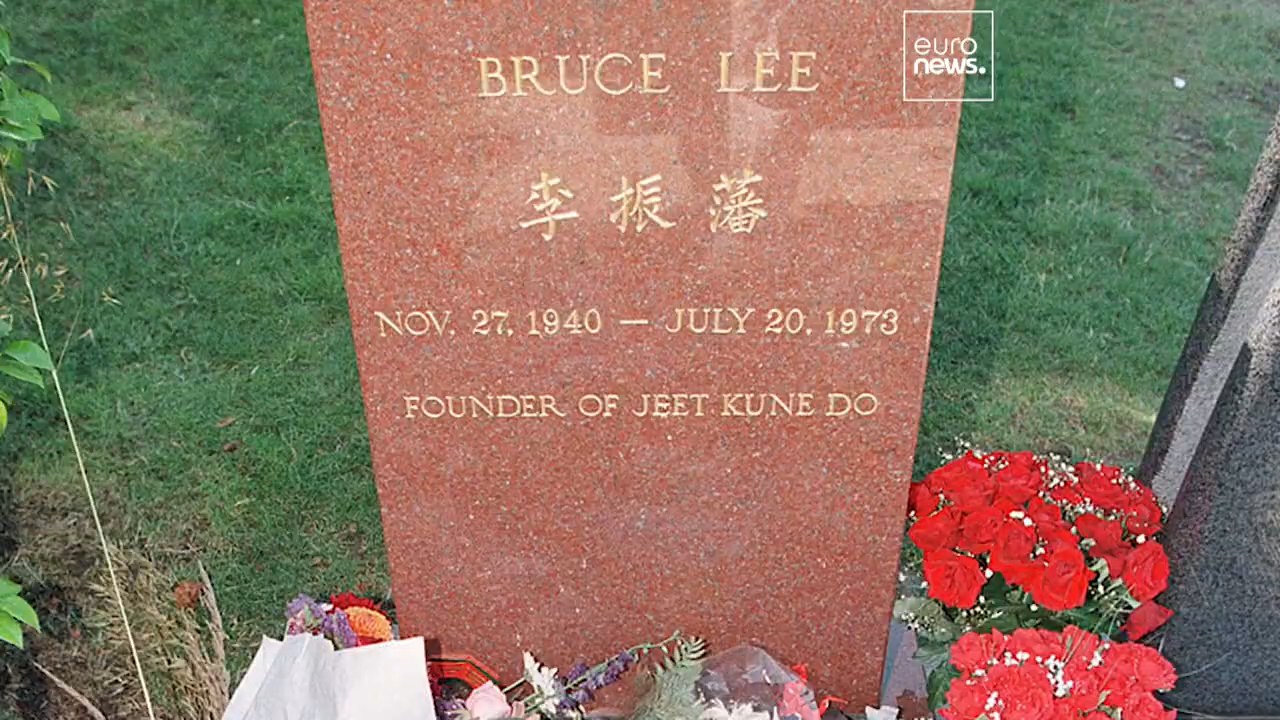 euro
news.
BRUCE LEE
李振藩
NOV. 27, 1940 — JULY 20, 1973
FOUNDER OF JEET KUNE DO